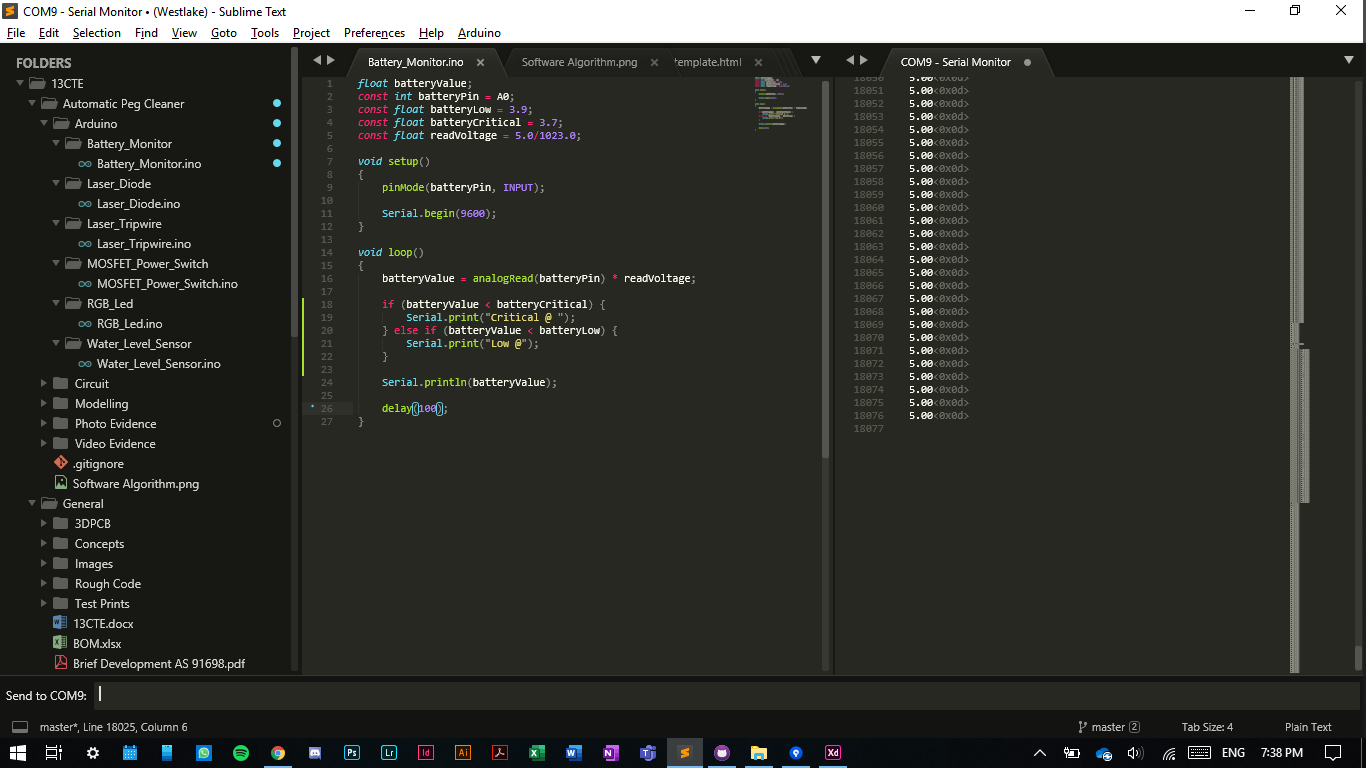 COM9 - Serial Monitor • (Westlake) - Sublime Text
File Edit Selection Find View Goto Tools Project Preferences Help Arduino
FOLDERS
13CTE
Automatic Peg Cleaner
Arduino
Battery_Monitor
Battery_Monitor.ino
Laser_Diode
Laser_Diode.ino
Laser_Tripwire
Laser_Tripwire.ino
MOSFET_Power_Switch
MOSFET_Power_Switch.ino
RGB_Led
RGB_Led.ino
Water_Level_Sensor
Water_Level_Sensor.ino
Circuit
Modelling
Photo Evidence
Video Evidence
.gitignore
Software Algorithm.png
General
3DPCB
Concepts
Images
Rough Code
Test Prints
13CTE.docx
BOM.xlsx
Brief Development AS 91698.pdf
Battery_Monitor.ino Software Algorithm.png template.html
1 float batteryValue;
2 const int batteryPin = A0;
3 const float batteryLow = 3.9;
4 const float batteryCritical = 3.7;
5 const float readVoltage = 5.0/1023.0;
6
7 void setup()
8 {
9 pinMode(batteryPin, INPUT);
10
11 Serial.begin(9600);
12 }
13
14 void loop()
15 {
16 batteryValue = analogRead(batteryPin) * readVoltage;
17
18 if (batteryValue < batteryCritical) {
19 Serial.print("Critical @ ");
20 } else if (batteryValue < batteryLow) {
21 Serial.print("Low @");
22 }
23
24 Serial.println(batteryValue);
25
26 delay(100);
27 }
COM9 - Serial Monitor
18050 5.00<0x0d>
18051 5.00<0x0d>
18052 5.00<0x0d>
18053 5.00<0x0d>
18054 5.00<0x0d>
18055 5.00<0x0d>
18056 5.00<0x0d>
18057 5.00<0x0d>
18058 5.00<0x0d>
18059 5.00<0x0d>
18060 5.00<0x0d>
18061 5.00<0x0d>
18062 5.00<0x0d>
18063 5.00<0x0d>
18064 5.00<0x0d>
18065 5.00<0x0d>
18066 5.00<0x0d>
18067 5.00<0x0d>
18068 5.00<0x0d>
18069 5.00<0x0d>
18070 5.00<0x0d>
18071 5.00<0x0d>
18072 5.00<0x0d>
18073 5.00<0x0d>
18074 5.00<0x0d>
18075 5.00<0x0d>
18076 5.00<0x0d>
18077
Send to COM9:
master*, Line 18025, Column 6 master 2 Tab Size: 4 Plain Text
Ps Lr Id Ai Xd ENG 7:38 PM